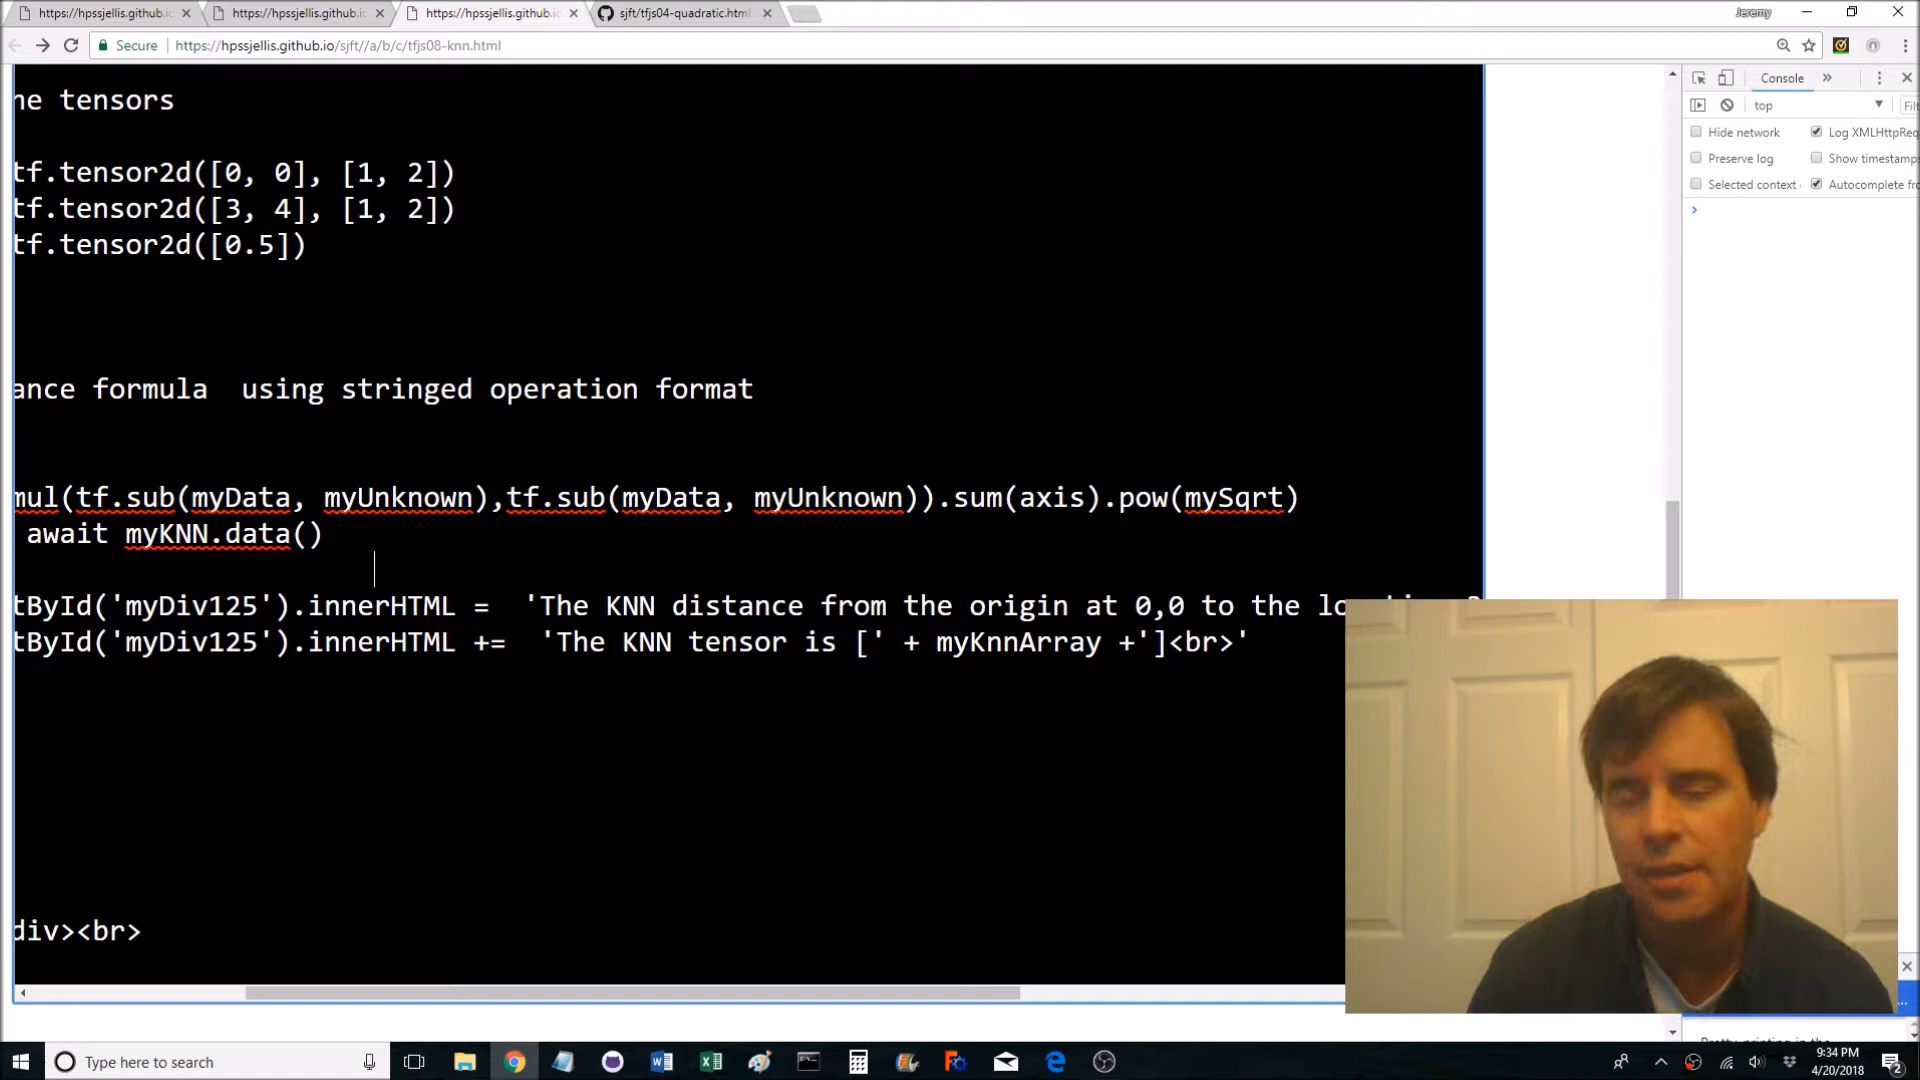 https://hpssjellis.github.io
https://hpssjellis.github.io
https://hpssjellis.github.io
sjft/tfjs04-quadratic.html
Jeremy
Secure
https://hpssjellis.github.io/sjft//a/b/c/tfjs08-knn.html
ne tensors
tf.tensor2d([0, 0], [1, 2])
tf.tensor2d([3, 4], [1, 2])
tf.tensor2d([0.5])
ance formula  using stringed operation format
mul(tf.sub(myData, myUnknown),tf.sub(myData, myUnknown)).sum(axis).pow(mySqrt)
await myKNN.data()
tById('myDiv125').innerHTML =  'The KNN distance from the origin at 0,0 to the
tById('myDiv125').innerHTML +=  'The KNN tensor is [' + myKnnArray +']<br>'
div><br>
Console
top
Fil
Hide network
Log XMLHttpReq
Preserve log
Show timestamps
Selected context
Autocomplete fro
Type here to search
9:34 PM
4/20/2018
2